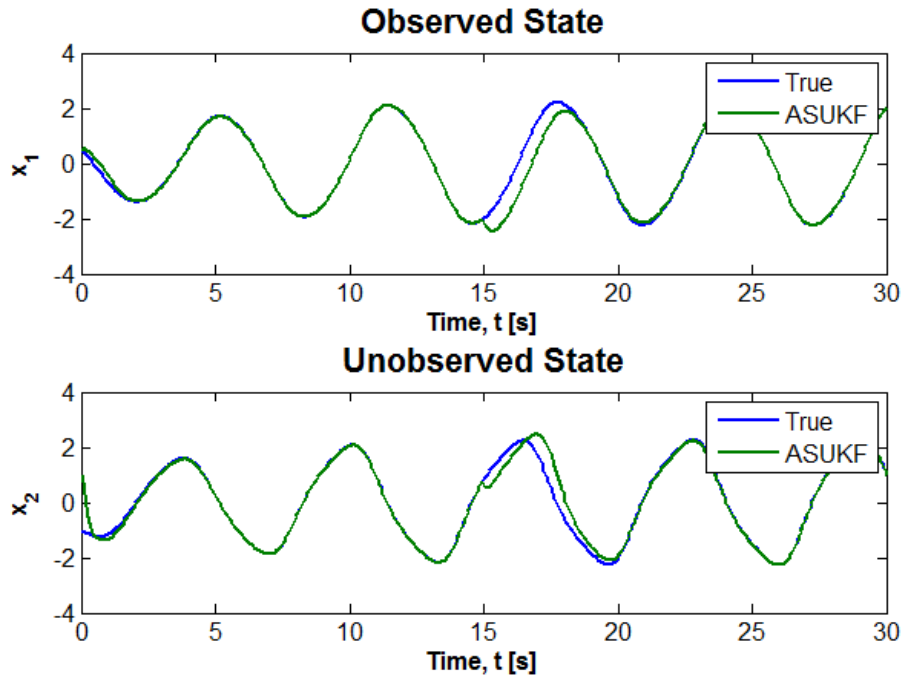 Observed State
4
2
0
-2
-4
x1
True
ASUKF
0 5 10 15 20 25 30
Time, t [s]
Unobserved State
4
2
0
-2
-4
x2
True
ASUKF
0 5 10 15 20 25 30
Time, t [s]